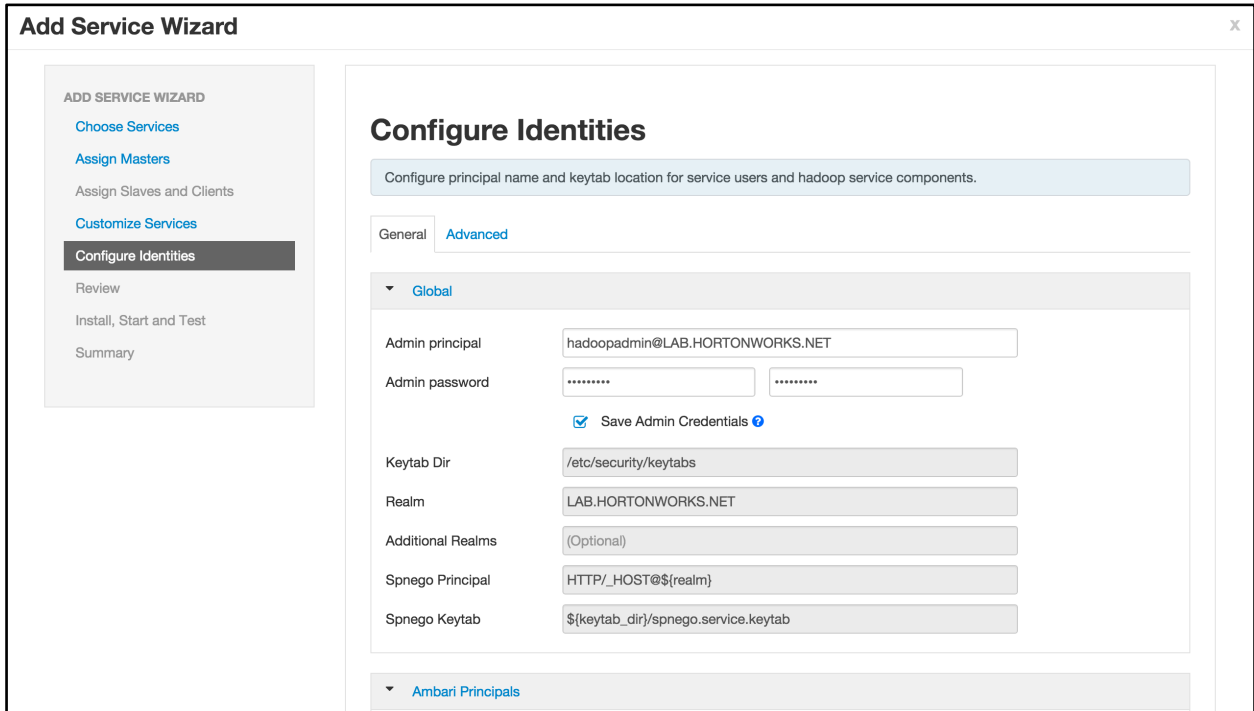 Add Service Wizard
x
ADD SERVICE WIZARD
Choose Services
Assign Masters
Assign Slaves and Clients
Customize Services
Configure Identities
Review
Install, Start and Test
Summary
Configure Identities
Configure principal name and keytab location for service users and hadoop service components.
General Advanced
Global
Admin principal hadoopadmin@LAB.HORTONWORKS.NET
Admin password ••••••••• •••••••••
Save Admin Credentials ?
Keytab Dir /etc/security/keytabs
Realm LAB.HORTONWORKS.NET
Additional Realms (Optional)
Spnego Principal HTTP/_HOST@${realm}
Spnego Keytab ${keytab_dir}/spnego.service.keytab
Ambari Principals